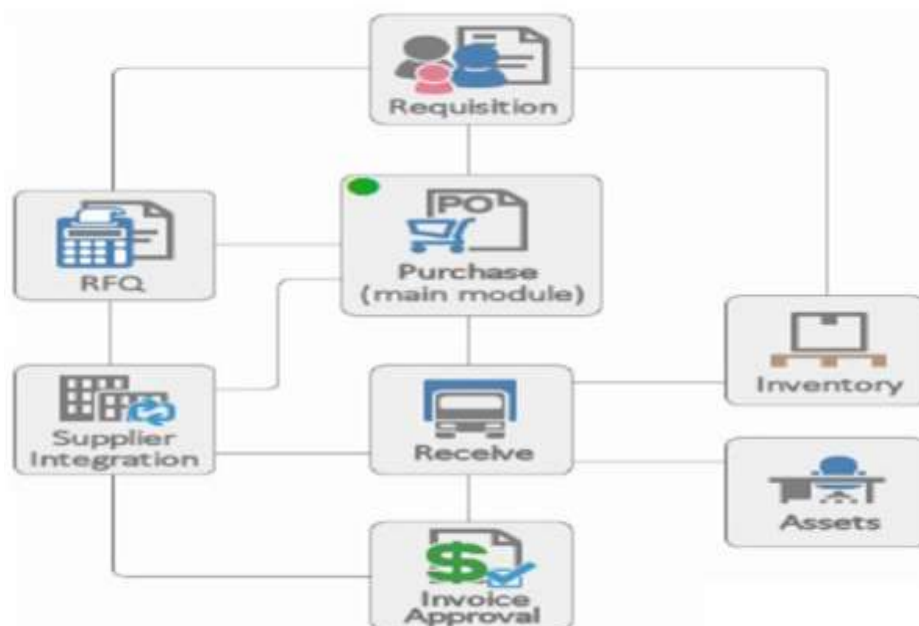 Requisition
PO
Purchase
(main module)
RFQ
Inventory
Supplier
Integration
Receive
Assets
$
Invoice
Approval